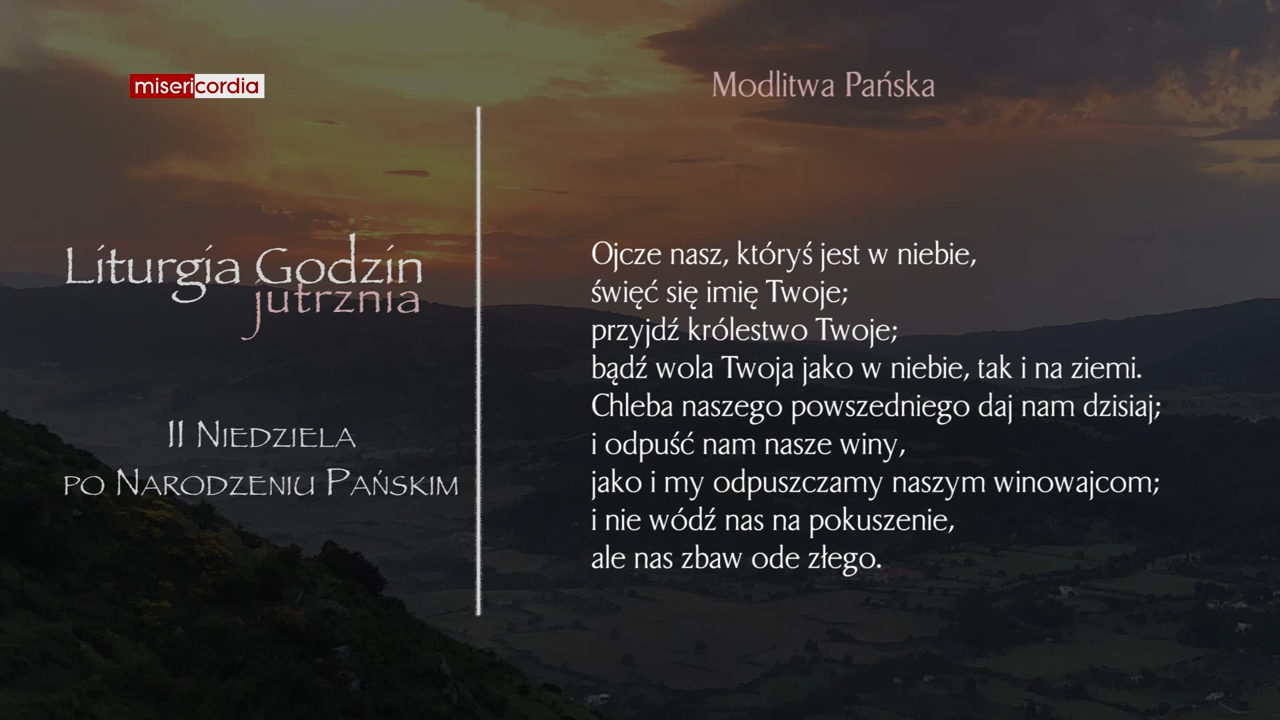 misericordia
Liturgia Godzin
jutrznia
II Niedziela
po Narodzeniu Pańskim
Modlitwa Pańska
Ojcze nasz, któryś jest w niebie,
święć się imię Twoje;
przyjdź królestwo Twoje;
bądź wola Twoja jako w niebie, tak i na ziemi.
Chleba naszego powszedniego daj nam dzisiaj;
i odpuść nam nasze winy,
jako i my odpuszczamy naszym winowajcom;
i nie wódź nas na pokuszenie,
ale nas zbaw ode złego.